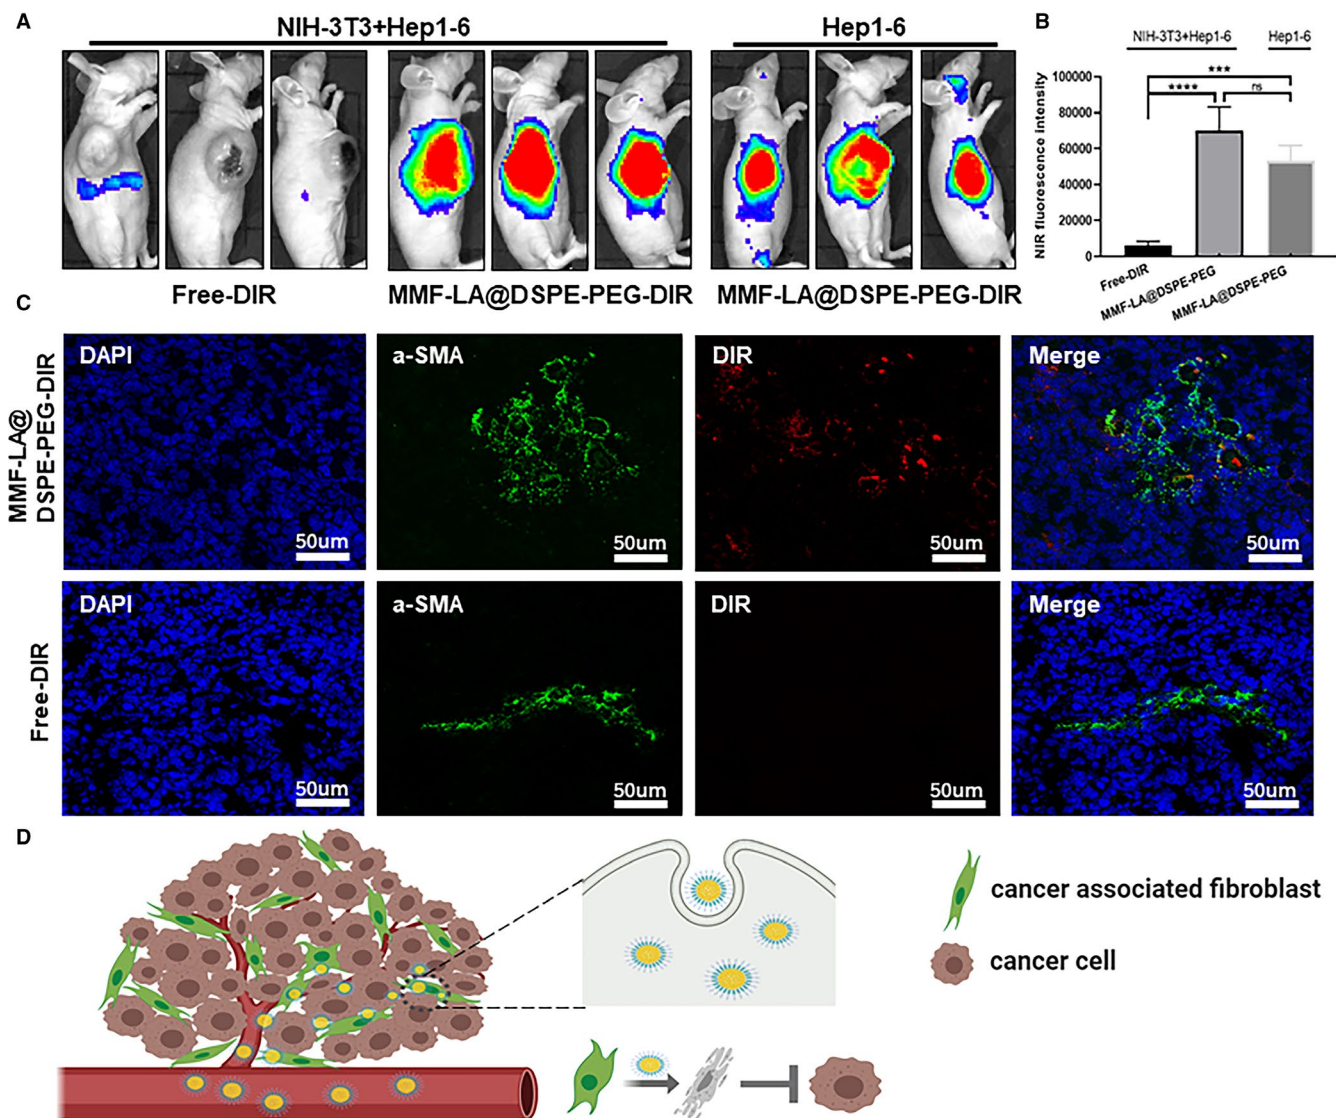 A
NIH-3T3+Hep1-6
Hep1-6
Free-DIR
MMF-LA@DSPE-PEG-DIR
MMF-LA@DSPE-PEG-DIR
B
NIH-3T3+Hep1-6
Hep1-6
***
****
ns
NIR fluorescence intensity
100000
80000
60000
40000
20000
0
Free-DIR
MMF-LA@DSPE-PEG
MMF-LA@DSPE-PEG
C
MMF-LA@
DSPE-PEG-DIR
DAPI
50um
a-SMA
50um
DIR
50um
Merge
50um
Free-DIR
DAPI
50um
a-SMA
50um
DIR
50um
Merge
50um
D
cancer associated fibroblast
cancer cell